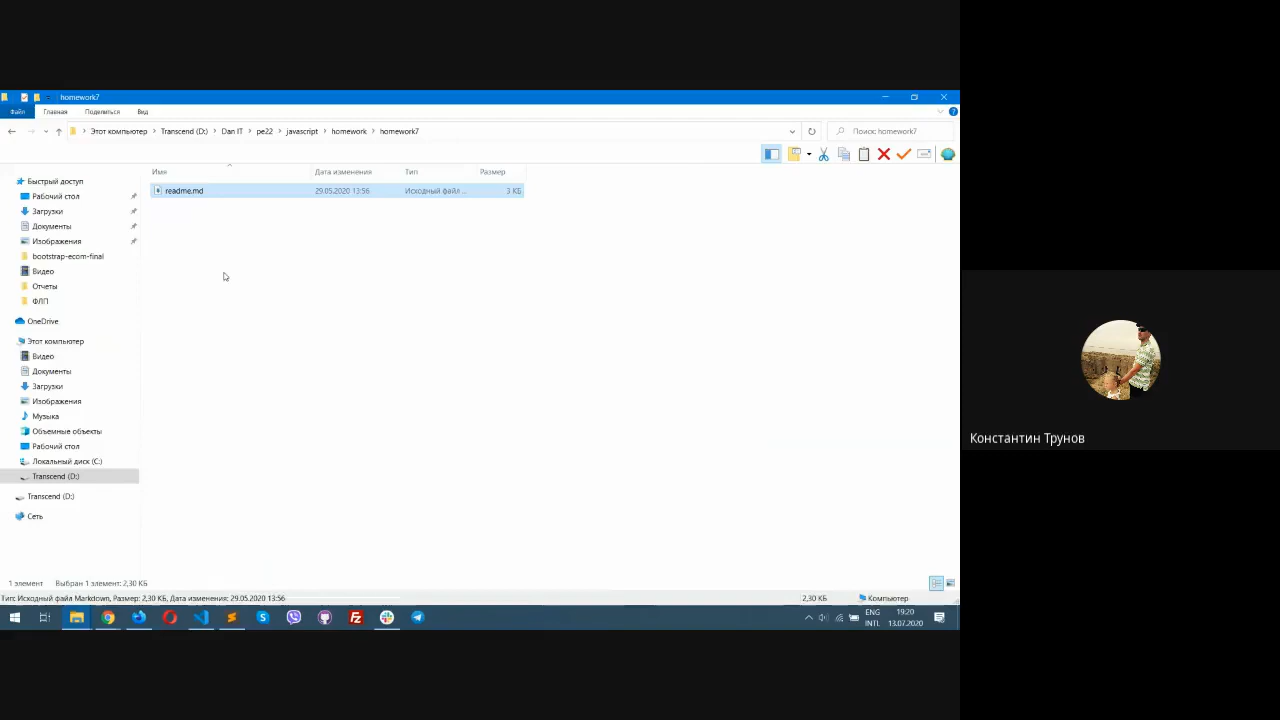 homework7
Файл Главная Поделиться Вид
Этот компьютер Transcend (D:) Dan IT pe22 javascript homework homework7
Поиск: homework7
Имя Дата изменения Тип Размер
readme.md 29.05.2020 13:56 Исходный файл ... 3 КБ
Быстрый доступ
Рабочий стол
Загрузки
Документы
Изображения
bootstrap-ecom-final
Видео
Отчеты
ФЛП
OneDrive
Этот компьютер
Видео
Документы
Загрузки
Изображения
Музыка
Объемные объекты
Рабочий стол
Локальный диск (C:)
Transcend (D:)
Transcend (D:)
Сеть
1 элемент Выбран 1 элемент: 2,30 КБ
Тип: Исходный файл Markdown, Размер: 2,30 КБ, Дата изменения: 29.05.2020 13:56 2,30 КБ Компьютер
ENG 19:20
INTL 13.07.2020
Константин Трунов